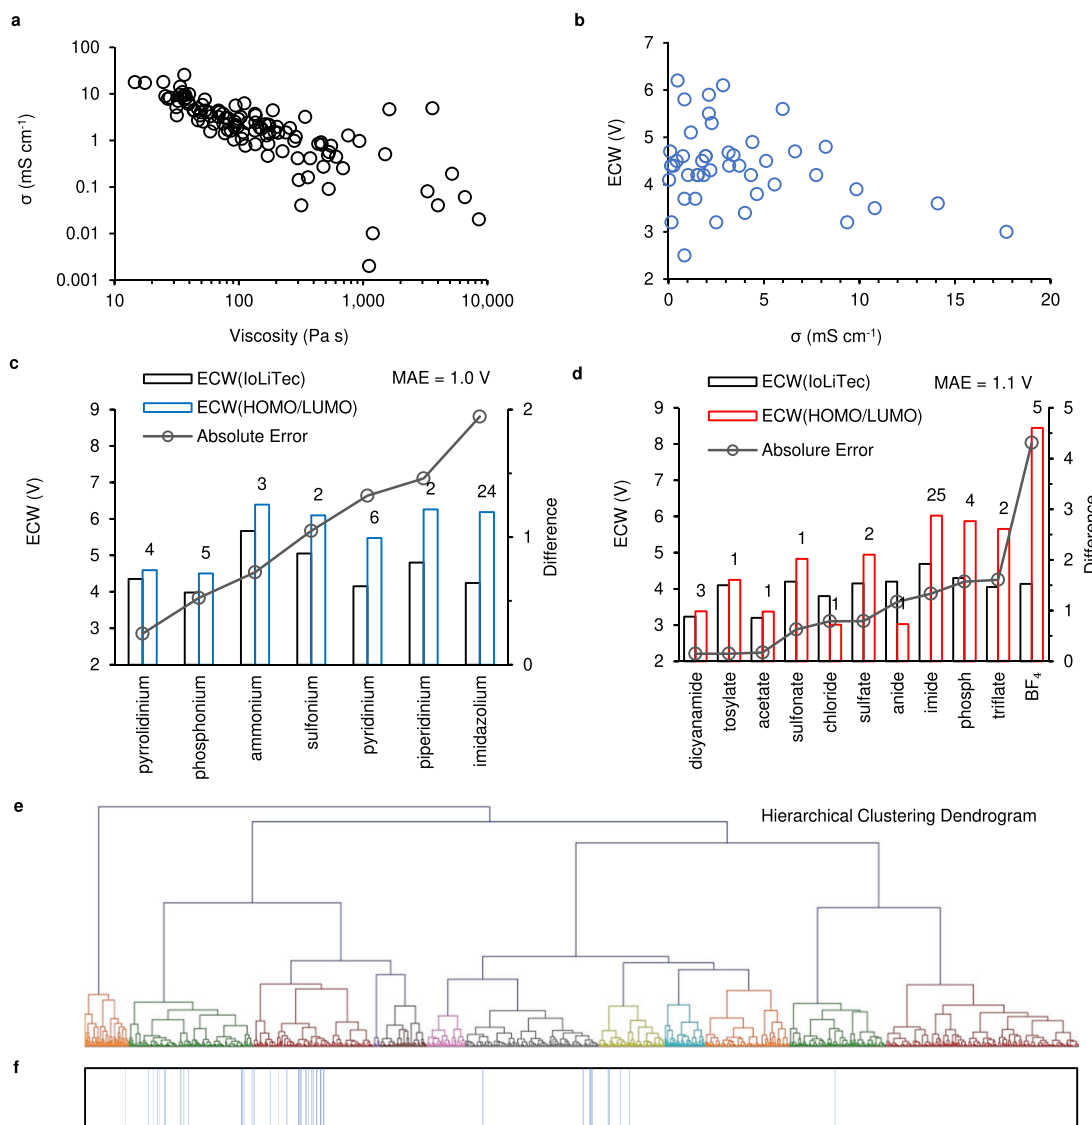 a
100
10
1
0.1
0.01
0.001
σ (mS cm-1)
10
100
1,000
10,000
Viscosity (Pa s)
b
7
6
5
4
3
2
ECW (V)
0
5
10
15
20
σ (mS cm-1)
c
ECW(IoLiTec)
MAE = 1.0 V
ECW(HOMO/LUMO)
Absolute Error
9
8
7
6
5
4
3
2
ECW (V)
4
5
3
2
6
2
24
2
1
0
Difference
pyrrolidinium
phosphonium
ammonium
sulfonium
pyridinium
piperidinium
imidazolium
d
ECW(IoLiTec)
MAE = 1.1 V
ECW(HOMO/LUMO)
Absolure Error
9
8
7
6
5
4
3
2
ECW (V)
3
1
1
1
1
2
1
25
4
2
5
5
4
3
2
1
0
Difference
dicyanamide
tosylate
acetate
sulfonate
chloride
sulfate
anide
imide
phosph
triflate
BF4
e
Hierarchical Clustering Dendrogram
f